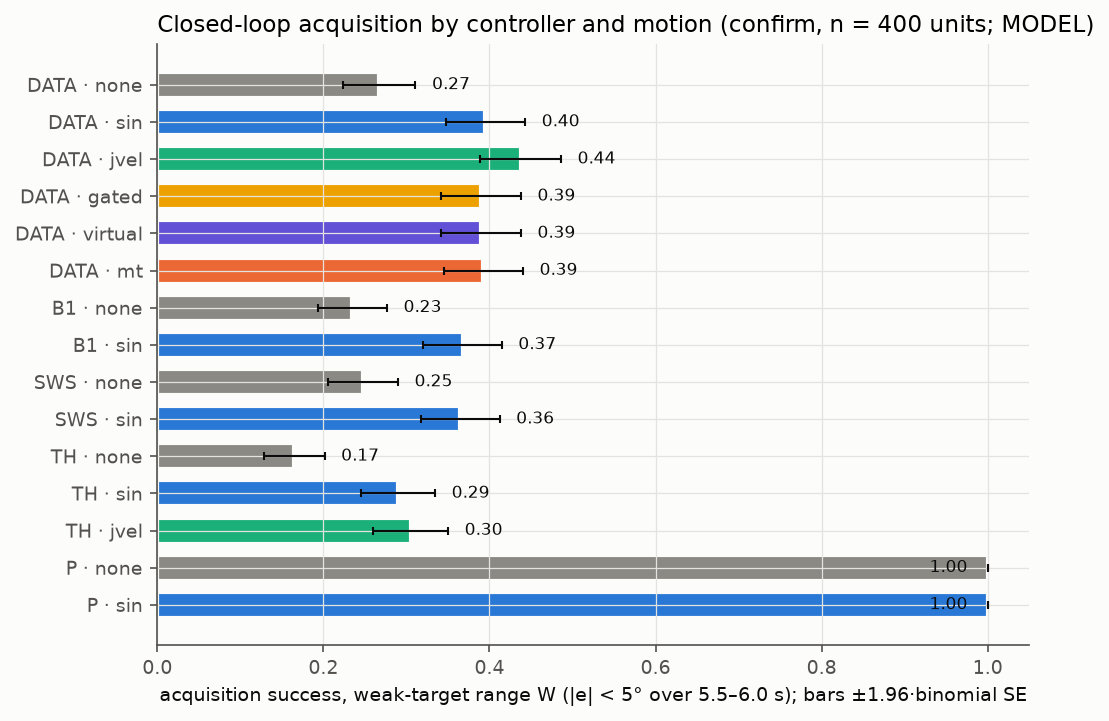 Closed-loop acquisition by controller and motion (confirm, n = 400 units; MODEL)
DATA · none 0.27
DATA · sin 0.40
DATA · jvel 0.44
DATA · gated 0.39
DATA · virtual 0.39
DATA · mt 0.39
B1 · none 0.23
B1 · sin 0.37
SWS · none 0.25
SWS · sin 0.36
TH · none 0.17
TH · sin 0.29
TH · jvel 0.30
P · none 1.00
P · sin 1.00
0.0 0.2 0.4 0.6 0.8 1.0
acquisition success, weak-target range W (|e| < 5° over 5.5–6.0 s); bars ±1.96·binomial SE